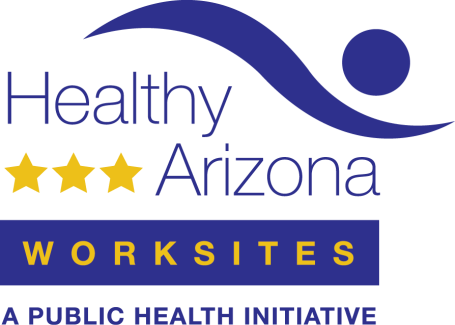 Healthy
Arizona
WORKSITES
A PUBLIC HEALTH INITIATIVE